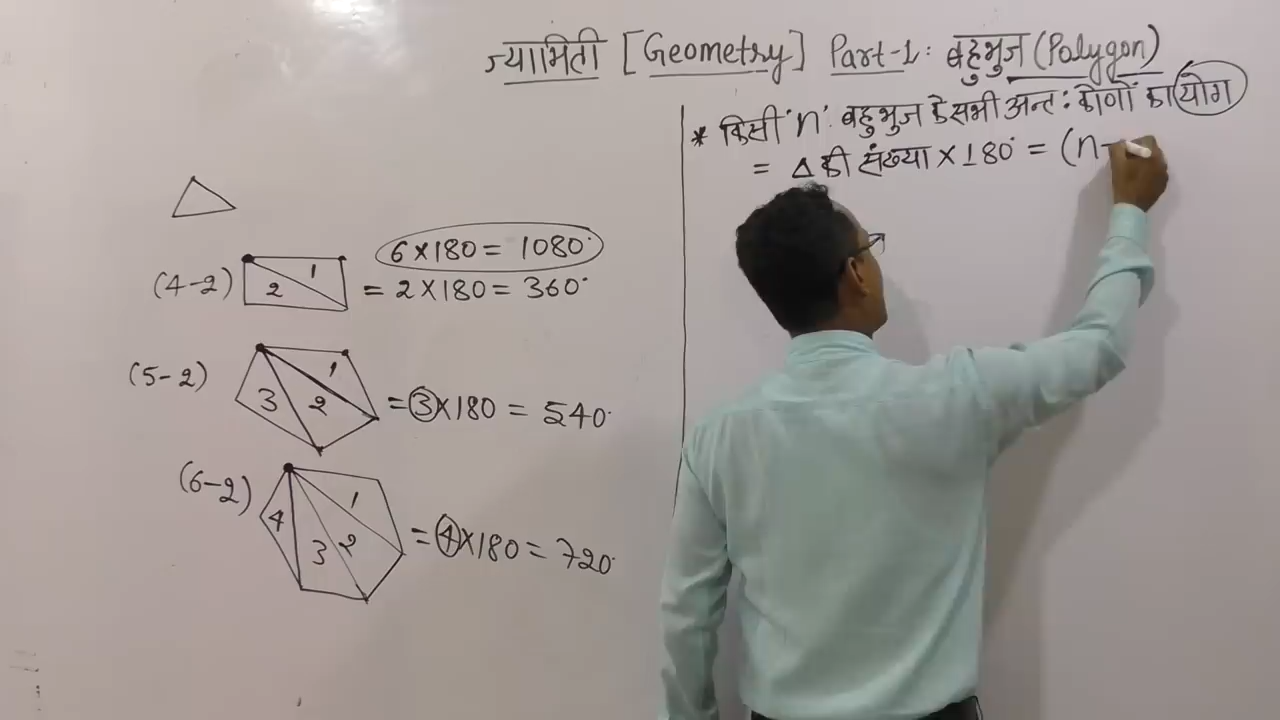 ज्यामिती [Geometry] Part-1: बहुभुज (Polygon)
* किसी 'n' बहुभुज के सभी अन्त: कोणों का योग
= Δ की संख्या × 180° = (n-
6×180 = 1080°
(4-2) 1 2 = 2×180 = 360°
(5-2) 1 2 3 = 3×180 = 540°
(6-2) 1 2 3 4 = 4×180 = 720°